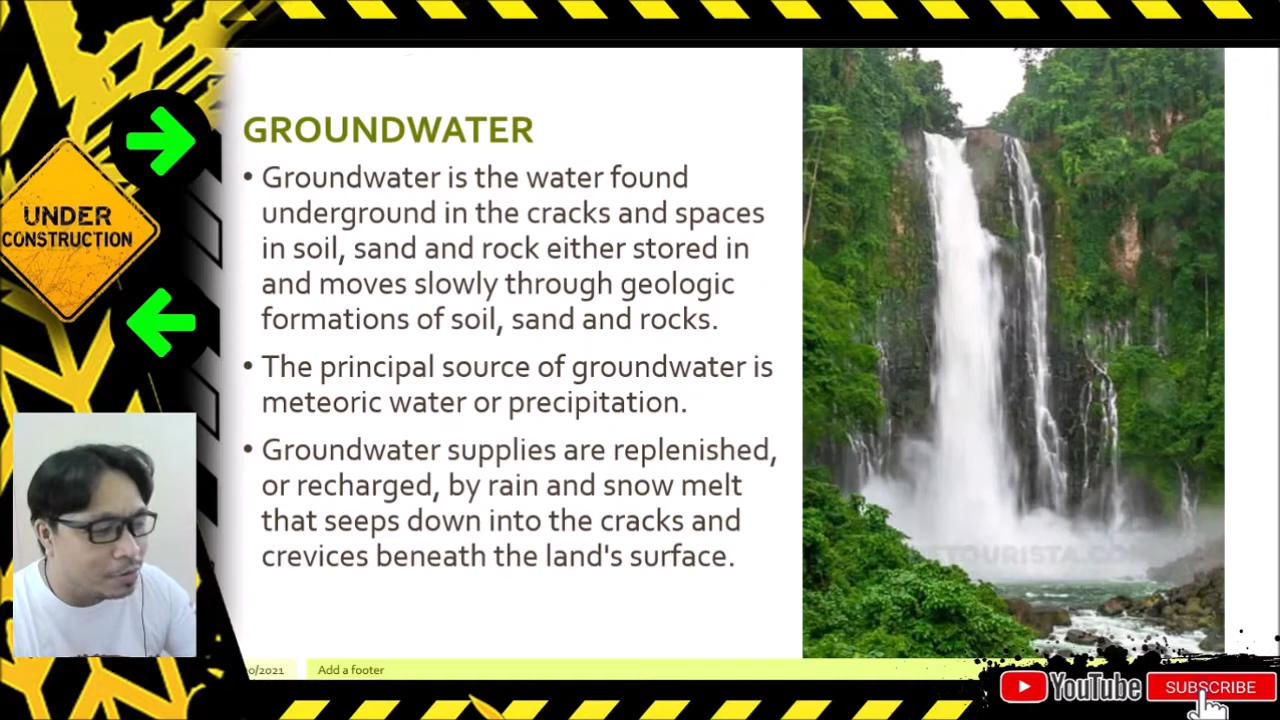 GROUNDWATER
• Groundwater is the water found
underground in the cracks and spaces
in soil, sand and rock either stored in
and moves slowly through geologic
formations of soil, sand and rocks.
• The principal source of groundwater is
meteoric water or precipitation.
• Groundwater supplies are replenished,
or recharged, by rain and snow melt
that seeps down into the cracks and
crevices beneath the land's surface.
UNDER
CONSTRUCTION
0/2021
Add a footer
YouTube
SUBSCRIBE